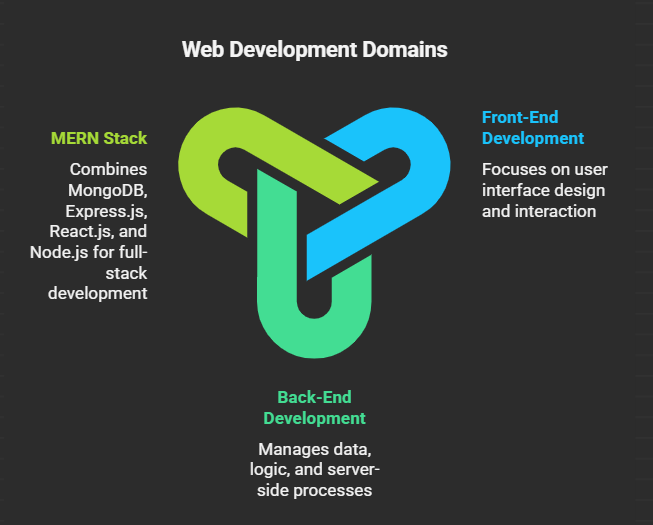 Web Development Domains
MERN Stack
Combines
MongoDB,
Express.js,
React.js, and
Node.js for full-
stack
development
Front-End
Development
Focuses on user
interface design
and interaction
Back-End
Development
Manages data,
logic, and server-
side processes